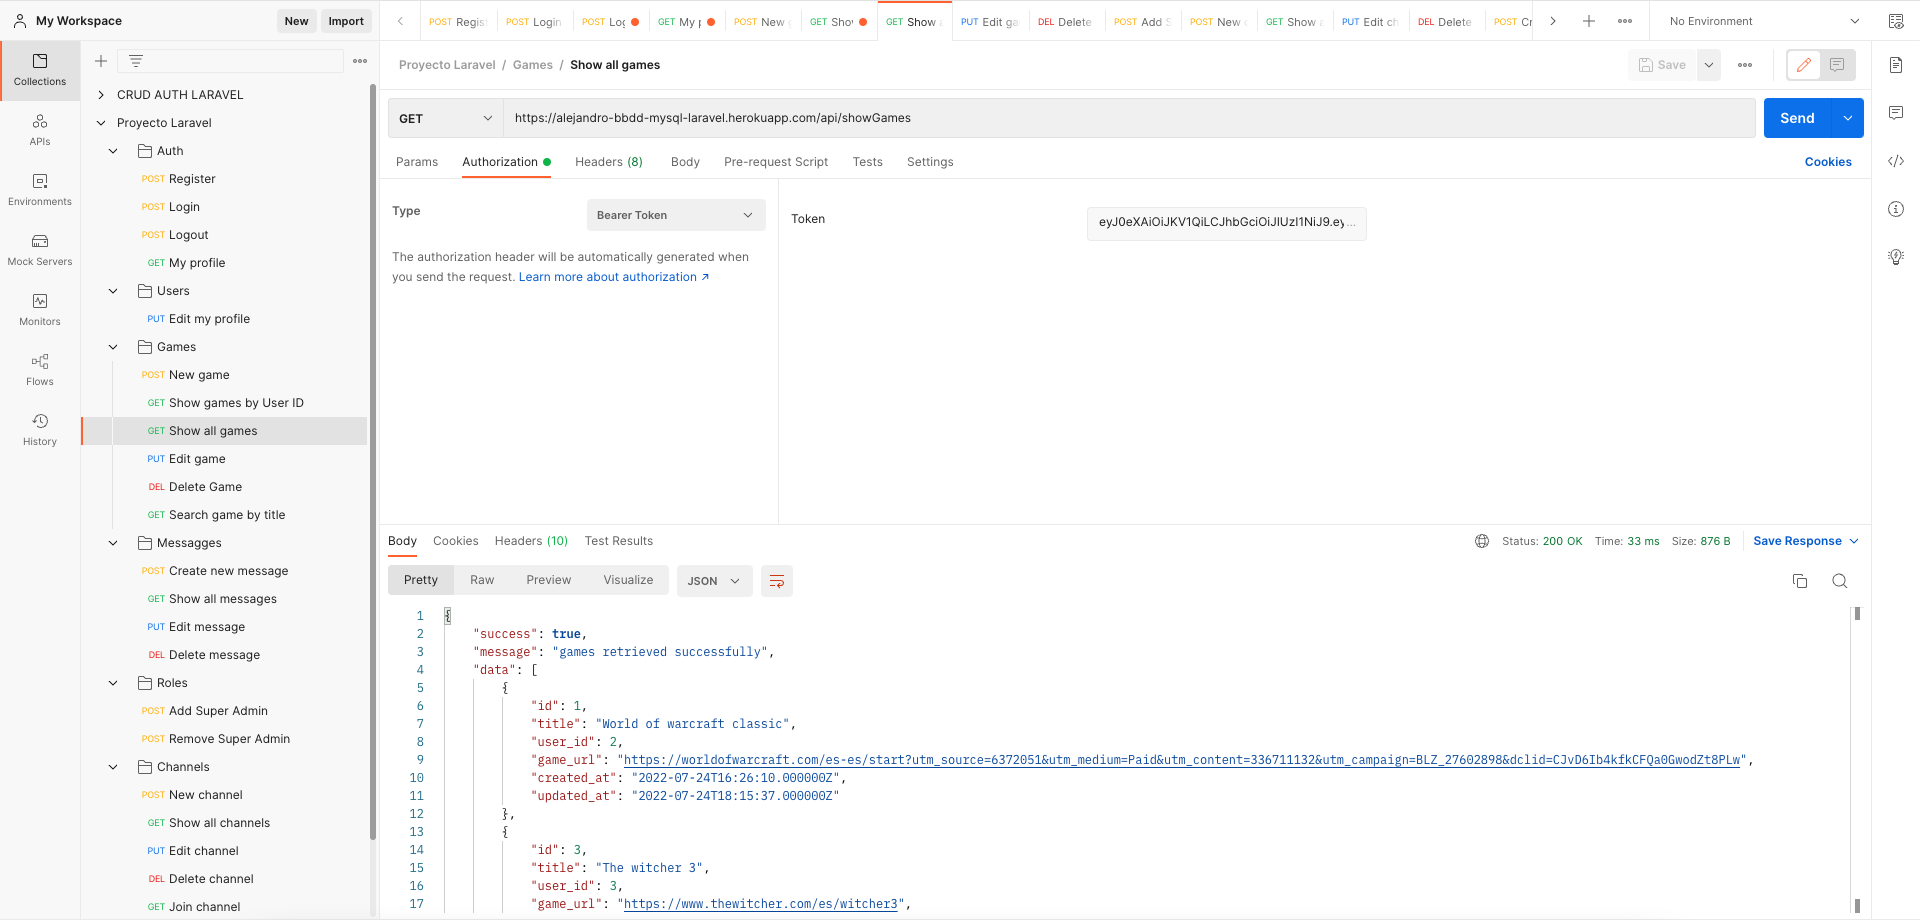 My Workspace
New
Import
POST Regis
POST Login
POST Log
GET My p
POST New g
GET Show
GET Show a
PUT Edit ga
DEL Delete
POST Add S
POST New
GET Show a
PUT Edit ch
DEL Delete
POST Cr
No Environment
Collections
APIs
Environments
Mock Servers
Monitors
Flows
History
CRUD AUTH LARAVEL
Proyecto Laravel
Auth
POST Register
POST Login
POST Logout
GET My profile
Users
PUT Edit my profile
Games
POST New game
GET Show games by User ID
GET Show all games
PUT Edit game
DEL Delete Game
GET Search game by title
Messagges
POST Create new message
GET Show all messages
PUT Edit message
DEL Delete message
Roles
POST Add Super Admin
POST Remove Super Admin
Channels
POST New channel
GET Show all channels
PUT Edit channel
DEL Delete channel
GET Join channel
Proyecto Laravel / Games / Show all games
Save
GET
https://alejandro-bbdd-mysql-laravel.herokuapp.com/api/showGames
Send
Params
Authorization
Headers (8)
Body
Pre-request Script
Tests
Settings
Cookies
Type
Bearer Token
The authorization header will be automatically generated when
you send the request. Learn more about authorization ↗
Token
eyJ0eXAiOiJKV1QiLCJhbGciOiJIUzI1NiJ9.ey...
Body
Cookies
Headers (10)
Test Results
Status: 200 OK
Time: 33 ms
Size: 876 B
Save Response
Pretty
Raw
Preview
Visualize
JSON
1 {
2 "success": true,
3 "message": "games retrieved successfully",
4 "data": [
5 {
6 "id": 1,
7 "title": "World of warcraft classic",
8 "user_id": 2,
9 "game_url": "https://worldofwarcraft.com/es-es/start?utm_source=6372051&utm_medium=Paid&utm_content=336711132&utm_campaign=BLZ_27602898&dclid=CJvD6Ib4kfkCFQa0GwodZt8PLw",
10 "created_at": "2022-07-24T16:26:10.000000Z",
11 "updated_at": "2022-07-24T18:15:37.000000Z"
12 },
13 {
14 "id": 3,
15 "title": "The witcher 3",
16 "user_id": 3,
17 "game_url": "https://www.thewitcher.com/es/witcher3",